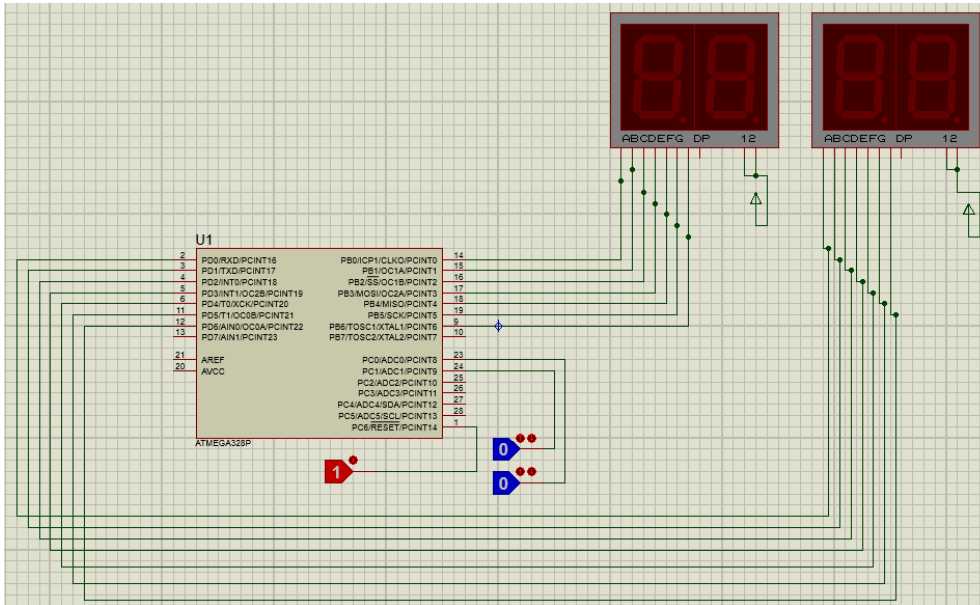 ABCDEFG DP 12
ABCDEFG DP 12
U1
2 PD0/RXD/PCINT16 PB0/ICP1/CLKO/PCINT0 14
3 PD1/TXD/PCINT17 PB1/OC1A/PCINT1 15
4 PD2/INT0/PCINT18 PB2/SS/OC1B/PCINT2 16
5 PD3/INT1/OC2B/PCINT19 PB3/MOSI/OC2A/PCINT3 17
6 PD4/T0/XCK/PCINT20 PB4/MISO/PCINT4 18
11 PD5/T1/OC0B/PCINT21 PB5/SCK/PCINT5 19
12 PD6/AIN0/OC0A/PCINT22 PB6/TOSC1/XTAL1/PCINT6 9
13 PD7/AIN1/PCINT23 PB7/TOSC2/XTAL2/PCINT7 10
21 AREF PC0/ADC0/PCINT8 23
20 AVCC PC1/ADC1/PCINT9 24
PC2/ADC2/PCINT10 25
PC3/ADC3/PCINT11 26
PC4/ADC4/SDA/PCINT12 27
PC5/ADC5/SCL/PCINT13 28
PC6/RESET/PCINT14 1
ATMEGA328P
0
1
0